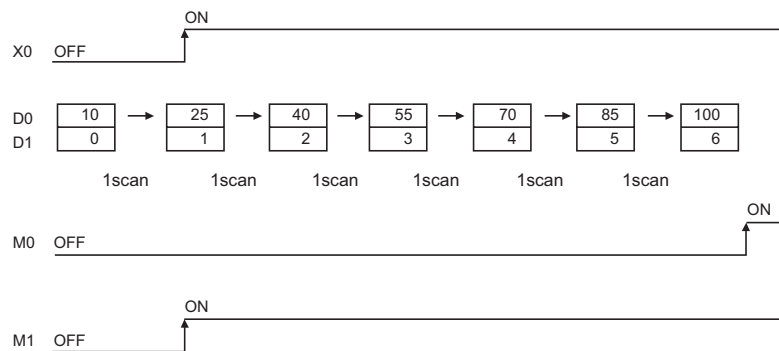 ON
X0 OFF
D0 10 25 40 55 70 85 100
D1 0 1 2 3 4 5 6
1scan 1scan 1scan 1scan 1scan 1scan
ON
M0 OFF
ON
M1 OFF